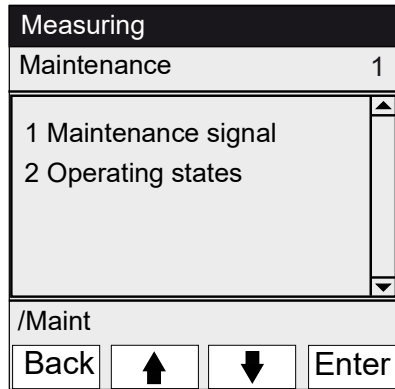 Measuring
Maintenance 1
1 Maintenance signal
2 Operating states
/Maint
Back Enter